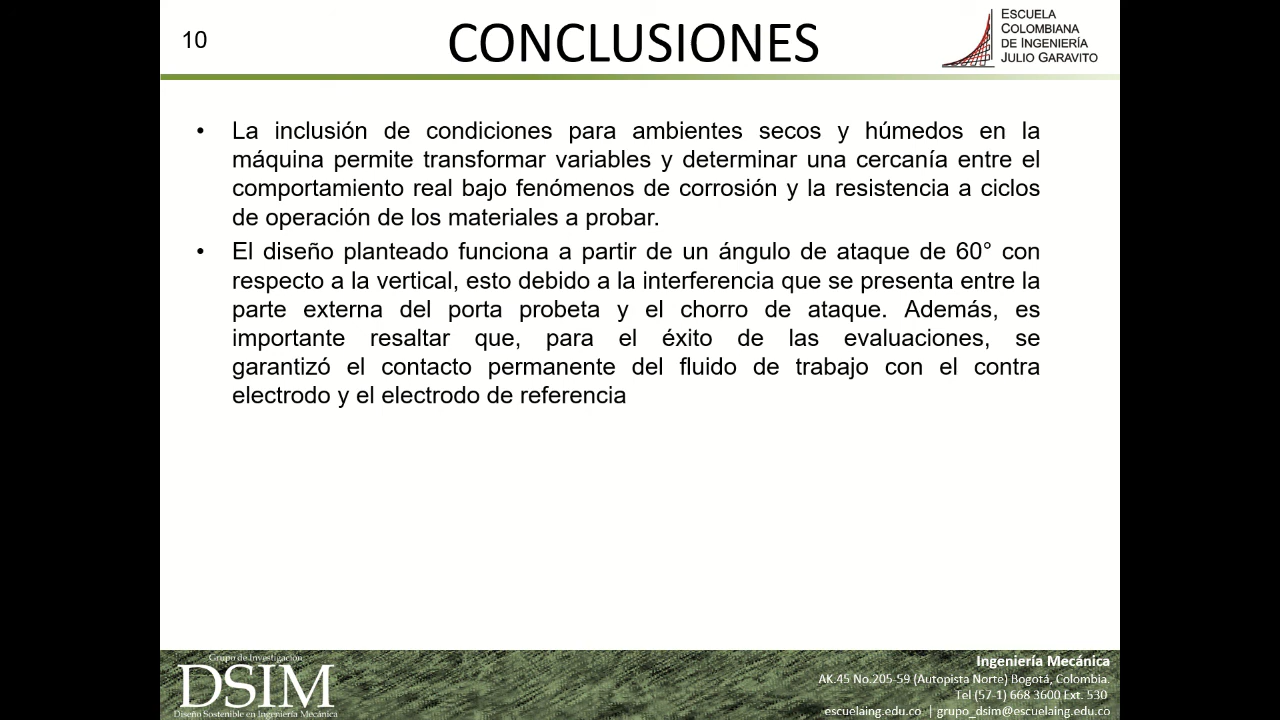 10
CONCLUSIONES
ESCUELA
COLOMBIANA
DE INGENIERÍA
JULIO GARAVITO
• La inclusión de condiciones para ambientes secos y húmedos en la
máquina permite transformar variables y determinar una cercanía entre el
comportamiento real bajo fenómenos de corrosión y la resistencia a ciclos
de operación de los materiales a probar.
• El diseño planteado funciona a partir de un ángulo de ataque de 60° con
respecto a la vertical, esto debido a la interferencia que se presenta entre la
parte externa del porta probeta y el chorro de ataque. Además, es
importante resaltar que, para el éxito de las evaluaciones, se
garantizó el contacto permanente del fluido de trabajo con el contra
electrodo y el electrodo de referencia
Grupo de Investigación
DSIM
Diseño Sostenible en Ingeniería Mecánica
Ingeniería Mecánica
AK.45 No.205-59 (Autopista Norte) Bogotá, Colombia.
Tel (57-1) 668 3600 Ext. 530
escuelaing.edu.co | grupo_dsim@escuelaing.edu.co